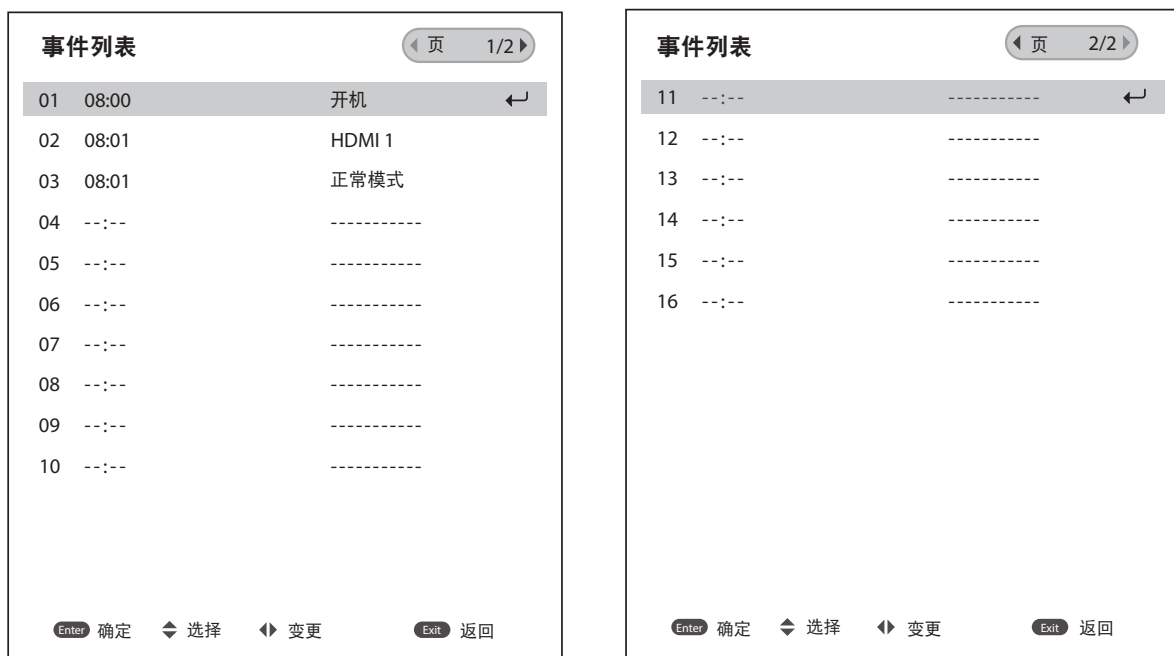 事件列表 页 1/2
01 08:00 开机
02 08:01 HDMI 1
03 08:01 正常模式
04 --:-- -----------
05 --:-- -----------
06 --:-- -----------
07 --:-- -----------
08 --:-- -----------
09 --:-- -----------
10 --:-- -----------
Enter 确定 选择 变更 Exit 返回
事件列表 页 2/2
11 --:-- -----------
12 --:-- -----------
13 --:-- -----------
14 --:-- -----------
15 --:-- -----------
16 --:-- -----------
Enter 确定 选择 变更 Exit 返回